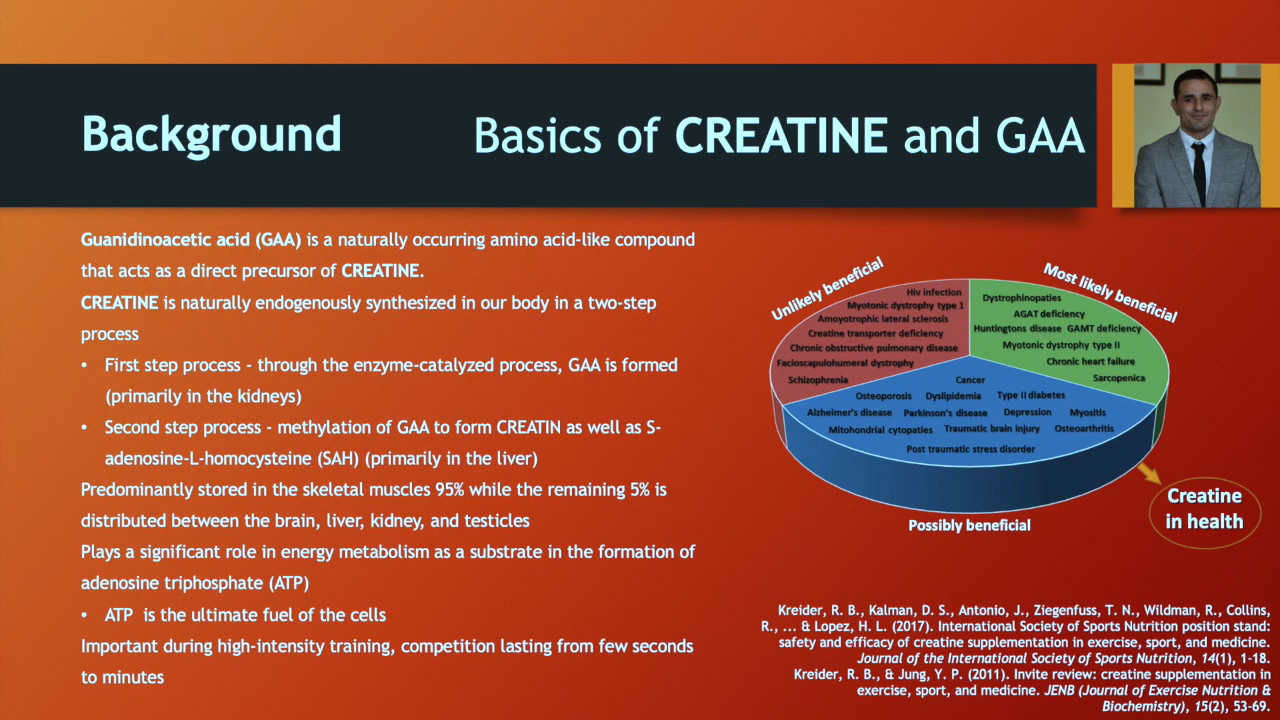 Background
Basics of CREATINE and GAA
Guanidinoacetic acid (GAA) is a naturally occurring amino acid-like compound
that acts as a direct precursor of CREATINE.
CREATINE is naturally endogenously synthesized in our body in a two-step
process
• First step process - through the enzyme-catalyzed process, GAA is formed
(primarily in the kidneys)
• Second step process - methylation of GAA to form CREATIN as well as S-
adenosine-L-homocysteine (SAH) (primarily in the liver)
Predominantly stored in the skeletal muscles 95% while the remaining 5% is
distributed between the brain, liver, kidney, and testicles
Plays a significant role in energy metabolism as a substrate in the formation of
adenosine triphosphate (ATP)
• ATP is the ultimate fuel of the cells
Important during high-intensity training, competition lasting from few seconds
to minutes
Unlikely beneficial
Hiv infection
Myotonic dystrophy type 1
Amoyotrophic lateral sclerosis
Creatine transporter deficiency
Chronic obstructive pulmonary disease
Facioscapulohumeral dystrophy
Schizophrenia
Most likely beneficial
Dystrophinopaties
AGAT deficiency
Huntingtons disease GAMT deficiency
Myotonic dystrophy type II
Chronic heart failure
Sarcopenica
Cancer
Osteoporosis Dyslipidemia Type II diabetes
Alzheimer's disease Parkinson's disease Depression Myositis
Mitohondrial cytopaties Traumatic brain injury Osteoarthritis
Post traumatic stress disorder
Possibly beneficial
Creatine
in health
Kreider, R. B., Kalman, D. S., Antonio, J., Ziegenfuss, T. N., Wildman, R., Collins,
R., ... & Lopez, H. L. (2017). International Society of Sports Nutrition position stand:
safety and efficacy of creatine supplementation in exercise, sport, and medicine.
Journal of the International Society of Sports Nutrition, 14(1), 1-18.
Kreider, R. B., & Jung, Y. P. (2011). Invite review: creatine supplementation in
exercise, sport, and medicine. JENB (Journal of Exercise Nutrition &
Biochemistry), 15(2), 53-69.